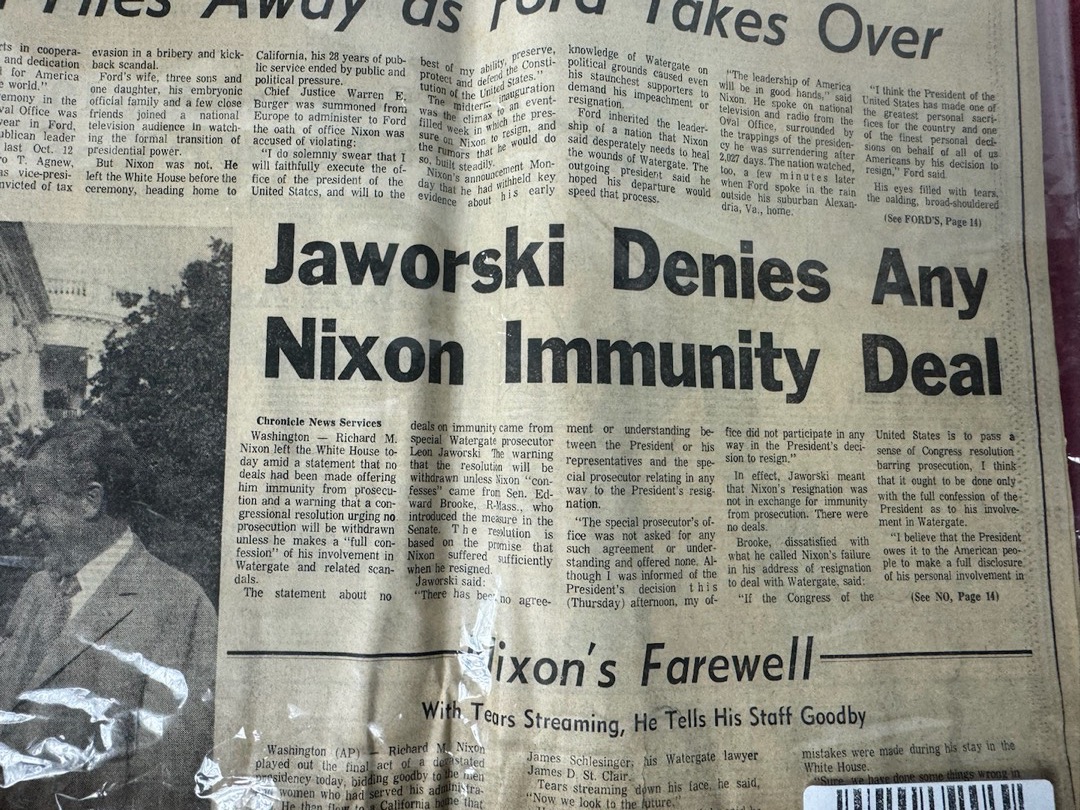 Away as Ford Takes Over
rts in coopera-
and dedication
for America
e world."
emony in the
val Office was
year in Ford,
ublican leader
last Oct. 12
o T. Agnew,
as vice-presi-
nvicted of tax
evasion in a bribery and kick-
back scandal.
Ford's wife, three sons and
one daughter, his embryonic
official family and a few close
friends joined a national
television audience in watch-
ing the formal transition of
presidential power.
But Nixon was not. He
left the White House before the
ceremony, heading home to
California, his 28 years of pub-
lic service ended by public and
political pressure.
Chief Justice Warren E.
Burger was summoned from
Europe to administer to Ford
the oath of office Nixon was
accused of violating:
"I do solemnly swear that I
will faithfully execute the of-
fice of the president of the
United States, and will to the
best of my ability, preserve,
protect and defend the Consti-
tution of the United States."
The midterm inauguration
was the climax to an event-
filled week in which the pres-
sure on Nixon to resign, and
the rumors that he would do
so, built steadily.
Nixon's announcement Mon-
day that he had withheld key
evidence about his early
knowledge of Watergate on
political grounds caused even
his staunchest supporters to
demand his impeachment or
resignation.
Ford inherited the leader-
ship of a nation that Nixon
said desperately needs to heal
the wounds of Watergate. The
outgoing president said he
hoped his departure would
speed that process.
"The leadership of America
will be in good hands," said
Nixon. He spoke on national
television and radio from the
Oval Office, surrounded by
the trappings of the presiden-
cy he was surrendering after
2,027 days. The nation watched,
too, a few minutes later
when Ford spoke in the rain
outside his suburban Alexan-
dria, Va., home.
"I think the President of the
United States has made one of
the greatest personal sacri-
fices for the country and one
of the finest personal deci-
sions on behalf of all of us
Americans by his decision to
resign," Ford said.
His eyes filled with tears,
the balding, broad-shouldered
(See FORD'S, Page 14)
Jaworski Denies Any
Nixon Immunity Deal
Chronicle News Services
Washington — Richard M.
Nixon left the White House to-
day amid a statement that no
deals had been made offering
him immunity from prosecu-
tion and a warning that a con-
gressional resolution urging no
prosecution will be withdrawn
unless he makes a "full con-
fession" of his involvement in
Watergate and related scan-
dals.
The statement about no
deals on immunity came from
special Watergate prosecutor
Leon Jaworski. The warning
that the resolution will be
withdrawn unless Nixon "con-
fesses" came from Sen. Ed-
ward Brooke, R-Mass., who
introduced the measure in the
Senate. The resolution is
based on the promise that
Nixon suffered sufficiently
when he resigned.
Jaworski said:
"There has been no agree-
ment or understanding be-
tween the President or his
representatives and the spe-
cial prosecutor relating in any
way to the President's resig-
nation.
"The special prosecutor's of-
fice was not asked for any
such agreement or under-
standing and offered none. Al-
though I was informed of the
President's decision this
(Thursday) afternoon, my of-
fice did not participate in any
way in the President's deci-
sion to resign."
In effect, Jaworski meant
that Nixon's resignation was
not in exchange for immunity
from prosecution. There were
no deals.
Brooke, dissatisfied with
what he called Nixon's failure
in his address of resignation
to deal with Watergate, said:
"If the Congress of the
United States is to pass a
sense of Congress resolution
barring prosecution, I think
that it ought to be done only
with the full confession of the
President as to his involve-
ment in Watergate.
"I believe that the President
owes it to the American peo-
ple to make a full disclosure
of his personal involvement in
(See NO, Page 14)
Nixon's Farewell
With Tears Streaming, He Tells His Staff Goodby
Washington (AP) — Richard M. Nixon
played out the final act of a devastated
presidency today, bidding goodby to the men
women who had served his administra-
He then flew to a California home that
James Schlesinger, his Watergate lawyer
James D. St. Clair.
Tears streaming down his face, he said,
"Now we look to the future."
mistakes were made during his stay in the
White House.
"Sure, we have done some things wrong in